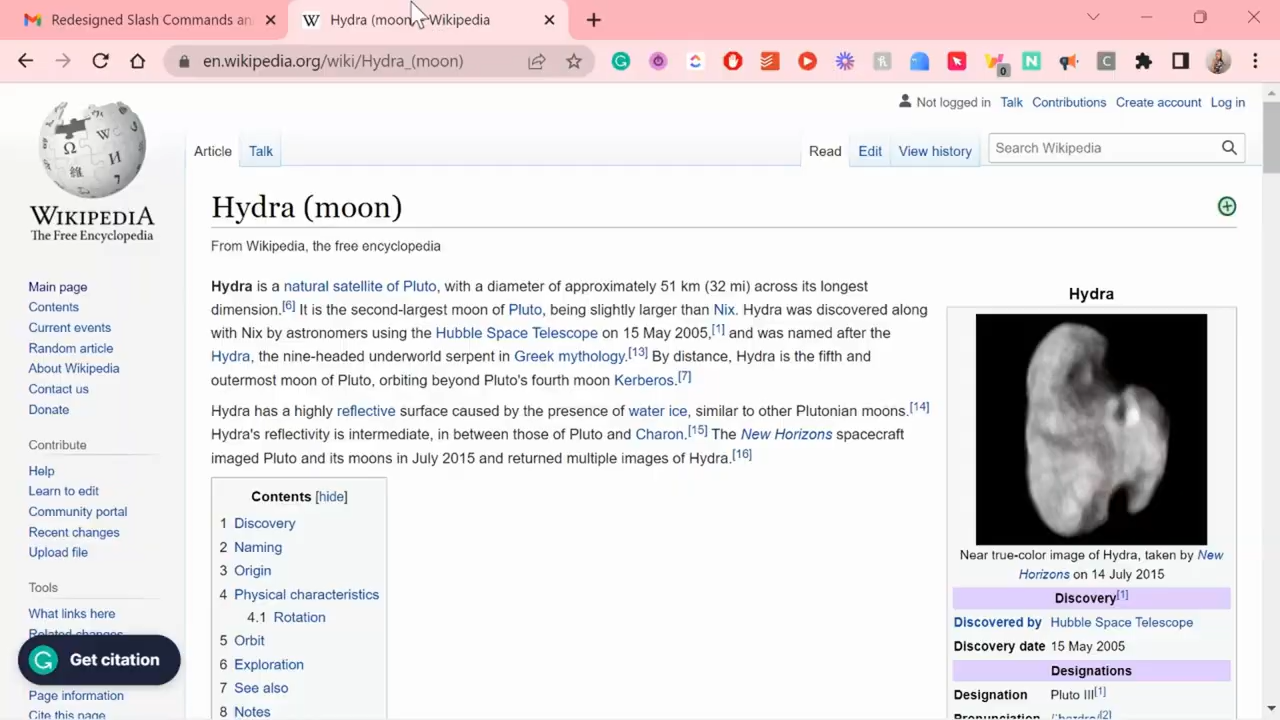 Redesigned Slash Commands an
Hydra (moon) - Wikipedia
en.wikipedia.org/wiki/Hydra_(moon)
0
Not logged in Talk Contributions Create account Log in
Article Talk Read Edit View history Search Wikipedia
WIKIPEDIA
The Free Encyclopedia
Main page
Contents
Current events
Random article
About Wikipedia
Contact us
Donate
Contribute
Help
Learn to edit
Community portal
Recent changes
Upload file
Tools
What links here
Related changes
Get citation
Page information
Cite this page
Hydra (moon)
From Wikipedia, the free encyclopedia
Hydra is a natural satellite of Pluto, with a diameter of approximately 51 km (32 mi) across its longest
dimension.[6] It is the second-largest moon of Pluto, being slightly larger than Nix. Hydra was discovered along
with Nix by astronomers using the Hubble Space Telescope on 15 May 2005,[1] and was named after the
Hydra, the nine-headed underworld serpent in Greek mythology.[13] By distance, Hydra is the fifth and
outermost moon of Pluto, orbiting beyond Pluto's fourth moon Kerberos.[7]
Hydra has a highly reflective surface caused by the presence of water ice, similar to other Plutonian moons.[14]
Hydra's reflectivity is intermediate, in between those of Pluto and Charon.[15] The New Horizons spacecraft
imaged Pluto and its moons in July 2015 and returned multiple images of Hydra.[16]
Contents [hide]
1 Discovery
2 Naming
3 Origin
4 Physical characteristics
4.1 Rotation
5 Orbit
6 Exploration
7 See also
8 Notes
Hydra
Near true-color image of Hydra, taken by New
Horizons on 14 July 2015
Discovery[1]
Discovered by Hubble Space Telescope
Discovery date 15 May 2005
Designations
Designation Pluto III[1]
Pronunciation /ˈhaɪdrə/[2]